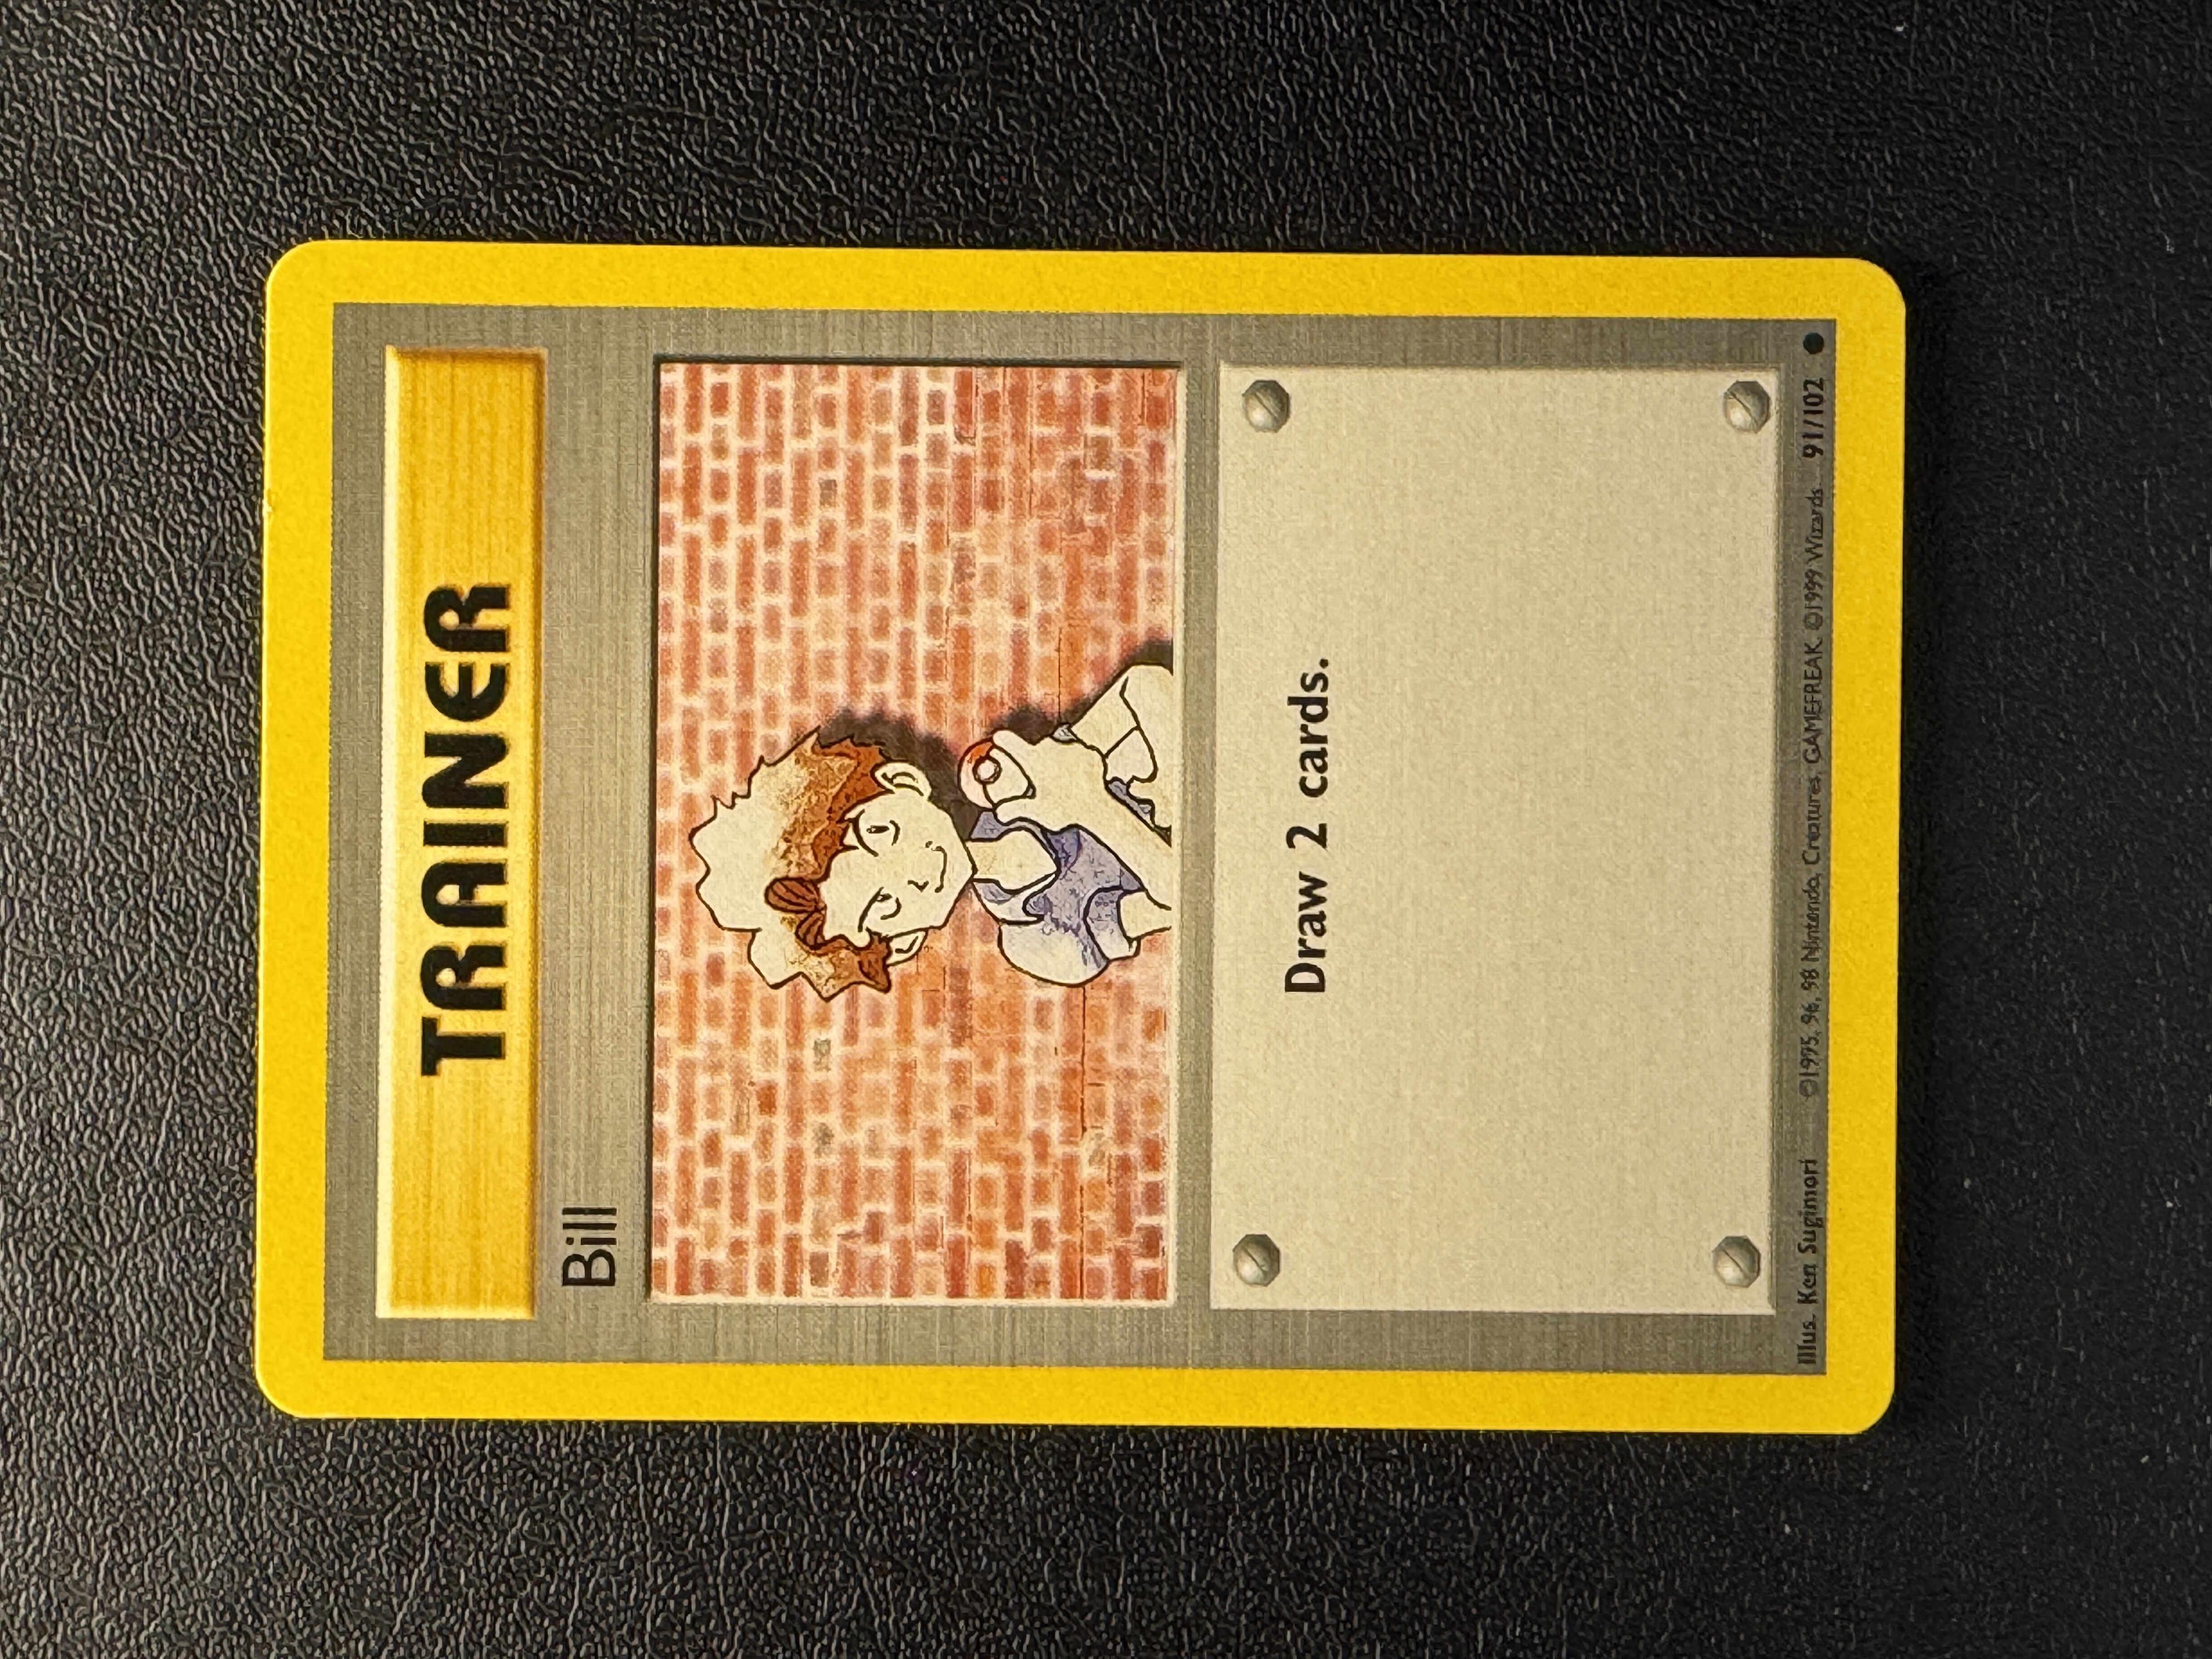 TRAINER
Bill
Draw 2 cards.
Illus. Ken Sugimori ©1995, 96, 98 Nintendo, Creatures, GAMEFREAK. ©1999 Wizards. 91/102 ●